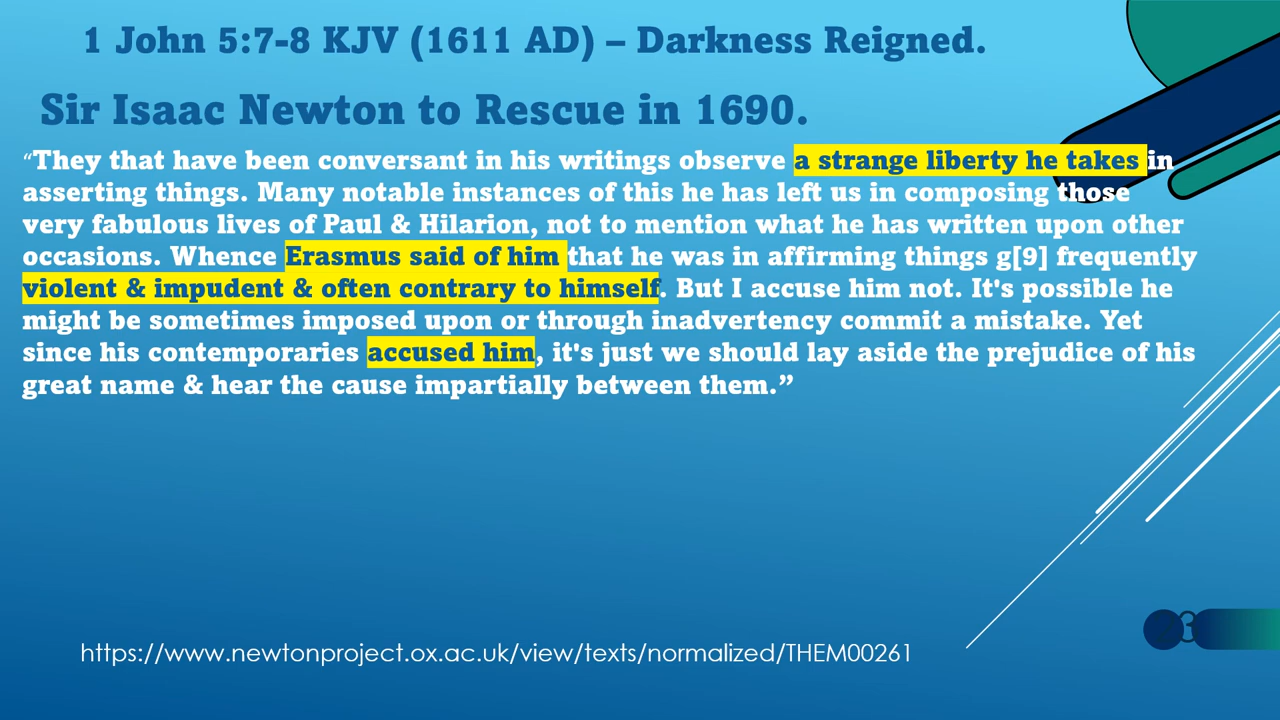 1 John 5:7-8 KJV (1611 AD) – Darkness Reigned.
Sir Isaac Newton to Rescue in 1690.
“They that have been conversant in his writings observe a strange liberty he takes in
asserting things. Many notable instances of this he has left us in composing those
very fabulous lives of Paul & Hilarion, not to mention what he has written upon other
occasions. Whence Erasmus said of him that he was in affirming things g[9] frequently
violent & impudent & often contrary to himself. But I accuse him not. It's possible he
might be sometimes imposed upon or through inadvertency commit a mistake. Yet
since his contemporaries accused him, it's just we should lay aside the prejudice of his
great name & hear the cause impartially between them.”
https://www.newtonproject.ox.ac.uk/view/texts/normalized/THEM00261